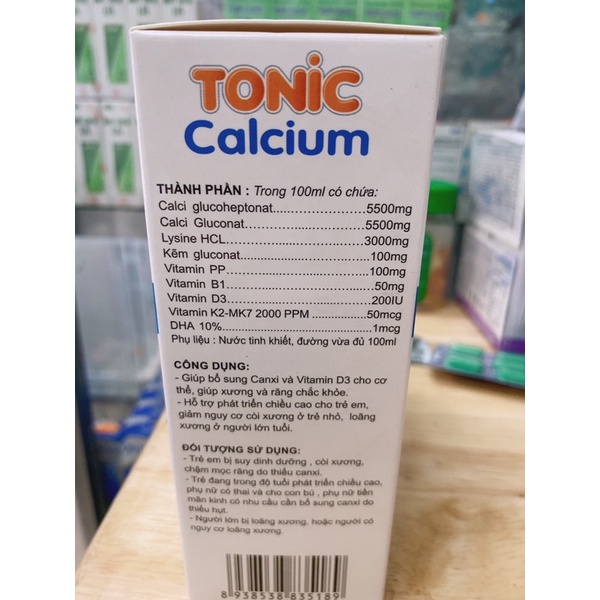 TONiC
Calcium
THÀNH PHẦN : Trong 100ml có chứa:
Calci glucoheptonat....................5500mg
Calci Gluconat............................5500mg
Lysine HCL.................................3000mg
Kẽm gluconat..............................100mg
Vitamin PP..................................100mg
Vitamin B1....................................50mg
Vitamin D3...................................200IU
Vitamin K2-MK7 2000 PPM ........50mcg
DHA 10%.....................................1mcg
Phụ liệu : Nước tinh khiết, đường vừa đủ 100ml
CÔNG DỤNG:
- Giúp bổ sung Canxi và Vitamin D3 cho cơ
thể, giúp xương và răng chắc khỏe.
- Hỗ trợ phát triển chiều cao cho trẻ em,
giảm nguy cơ còi xương ở trẻ nhỏ, loãng
xương ở người lớn tuổi.
ĐỐI TƯỢNG SỬ DỤNG:
- Trẻ em bị suy dinh dưỡng , còi xương,
chậm mọc răng do thiếu canxi.
- Trẻ đang trong độ tuổi phát triển chiều cao,
phụ nữ có thai và cho con bú , phụ nữ tiền
mãn kinh có nhu cầu cần bổ sung canxi do
thiếu hụt.
- Người lớn bị loãng xương, hoặc người có
nguy cơ loãng xương.
8 938538 835189